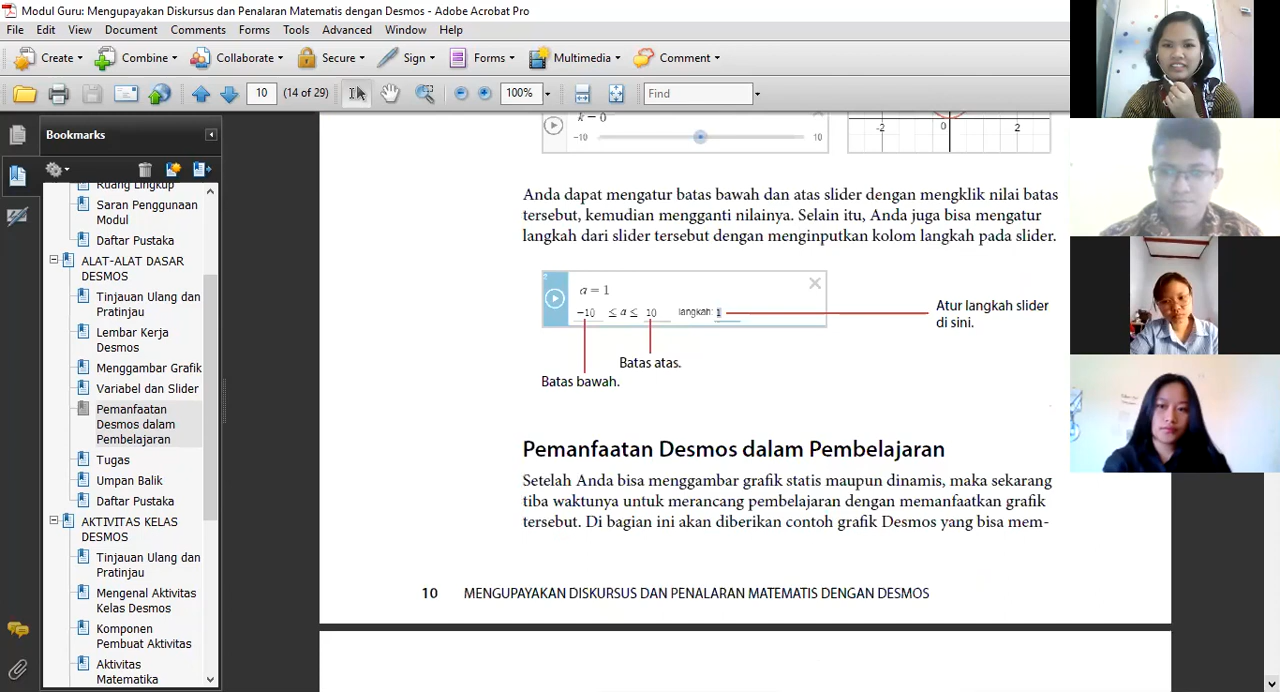 Modul Guru: Mengupayakan Diskursus dan Penalaran Matematis dengan Desmos - Adobe Acrobat Pro
File Edit View Document Comments Forms Tools Advanced Window Help
Create Combine Collaborate Secure Sign Forms Multimedia Comment
10 (14 of 29) 100% Find
Bookmarks
Ruang Lingkup
Saran Penggunaan
Modul
Daftar Pustaka
ALAT-ALAT DASAR
DESMOS
Tinjauan Ulang dan
Pratinjau
Lembar Kerja
Desmos
Menggambar Grafik
Variabel dan Slider
Pemanfaatan
Desmos dalam
Pembelajaran
Tugas
Umpan Balik
Daftar Pustaka
AKTIVITAS KELAS
DESMOS
Tinjauan Ulang dan
Pratinjau
Mengenal Aktivitas
Kelas Desmos
Komponen
Pembuat Aktivitas
Aktivitas
Matematika
k = 0
-10 10
-2 0 2
Anda dapat mengatur batas bawah dan atas slider dengan mengklik nilai batas
tersebut, kemudian mengganti nilainya. Selain itu, Anda juga bisa mengatur
langkah dari slider tersebut dengan menginputkan kolom langkah pada slider.
2
a = 1
-10 ≤ a ≤ 10 langkah: 1
Atur langkah slider
di sini.
Batas atas.
Batas bawah.
Pemanfaatan Desmos dalam Pembelajaran
Setelah Anda bisa menggambar grafik statis maupun dinamis, maka sekarang
tiba waktunya untuk merancang pembelajaran dengan memanfaatkan grafik
tersebut. Di bagian ini akan diberikan contoh grafik Desmos yang bisa mem-
10 MENGUPAYAKAN DISKURSUS DAN PENALARAN MATEMATIS DENGAN DESMOS